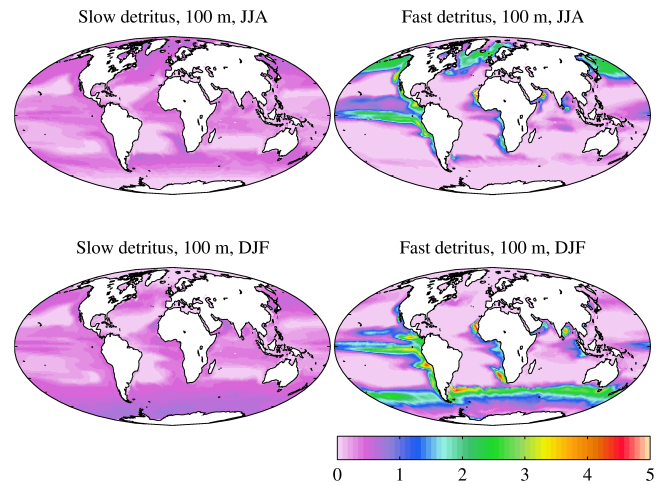 Slow detritus, 100 m, JJA
Fast detritus, 100 m, JJA
Slow detritus, 100 m, DJF
Fast detritus, 100 m, DJF
0 1 2 3 4 5